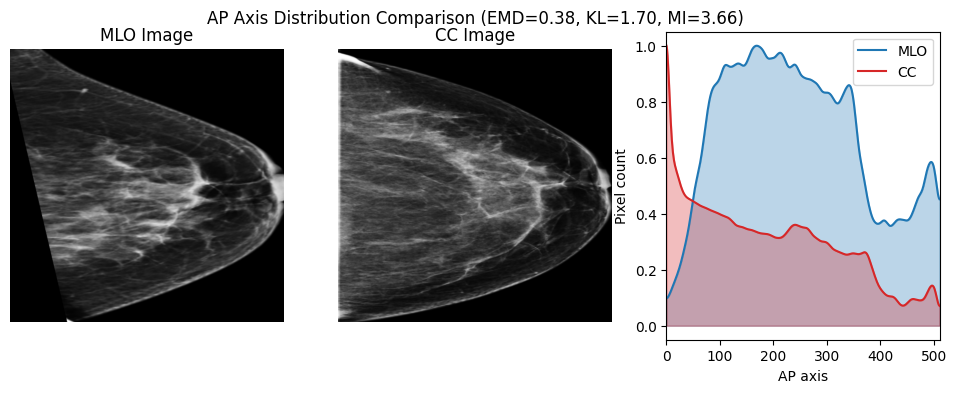 AP Axis Distribution Comparison (EMD=0.38, KL=1.70, MI=3.66)
MLO Image
CC Image
MLO
CC
Pixel count
1.0
0.8
0.6
0.4
0.2
0.0
0 100 200 300 400 500
AP axis